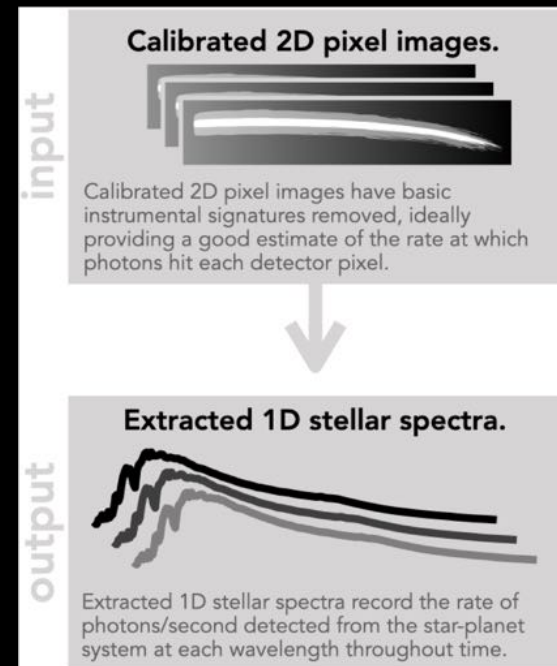 input
Calibrated 2D pixel images.
Calibrated 2D pixel images have basic
instrumental signatures removed, ideally
providing a good estimate of the rate at which
photons hit each detector pixel.
output
Extracted 1D stellar spectra.
Extracted 1D stellar spectra record the rate of
photons/second detected from the star-planet
system at each wavelength throughout time.